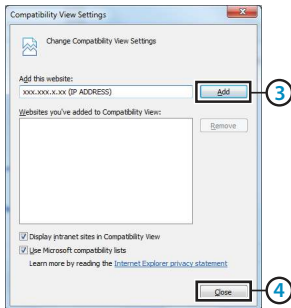 Compatibility View Settings
Change Compatibility View Settings
Add this website:
xxx.xxx.x.xx (IP ADDRESS)
Add
3
Websites you've added to Compatibility View:
Remove
Display intranet sites in Compatibility View
Use Microsoft compatibility lists
Learn more by reading the Internet Explorer privacy statement
Close
4